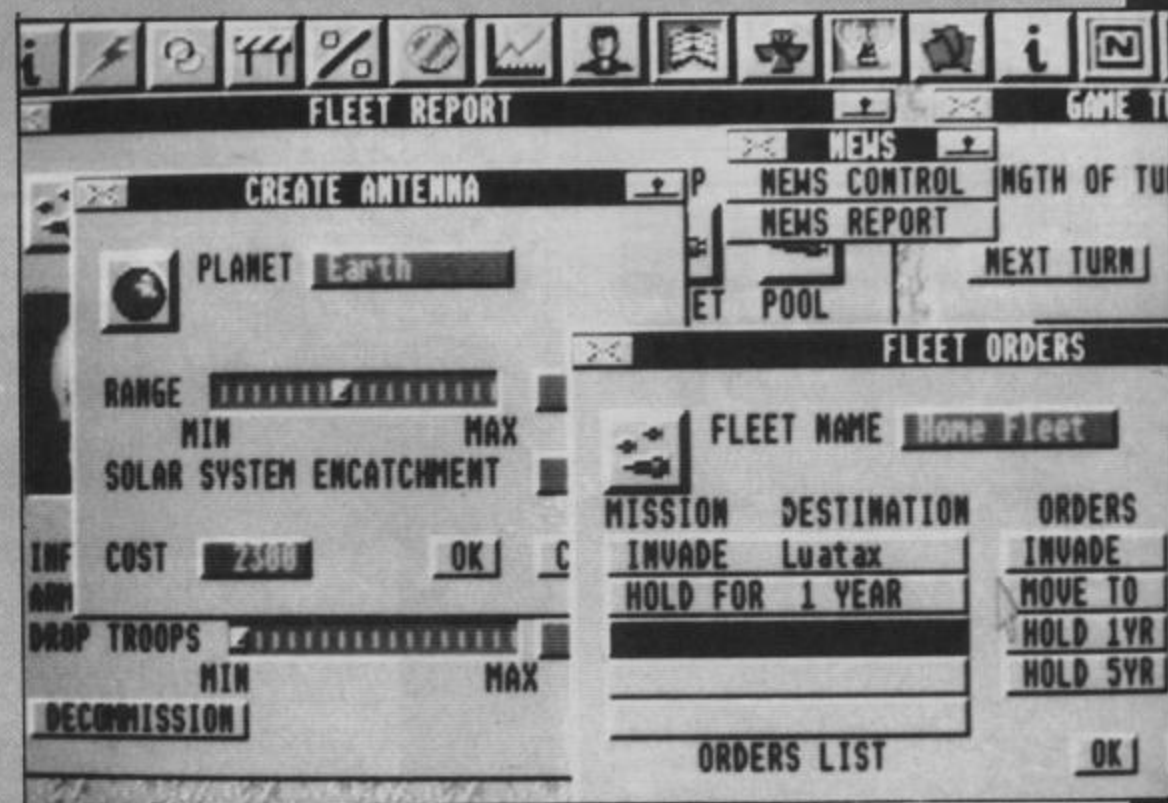 i % i N
FLEET REPORT
GAME T
NEWS
NEWS CONTROL
NEWS REPORT
P
NGTH OF TU
NEXT TURN
ET POOL
CREATE ANTENNA
PLANET Earth
RANGE
MIN MAX
SOLAR SYSTEM ENCATCHMENT
COST 2300
OK C
INF
ARM
DROP TROOPS
MIN MAX
DECOMMISSION
FLEET ORDERS
FLEET NAME Home Fleet
MISSION DESTINATION ORDERS
INVADE Luatax INVADE
HOLD FOR 1 YEAR MOVE TO
HOLD 1YR
HOLD 5YR
ORDERS LIST
OK